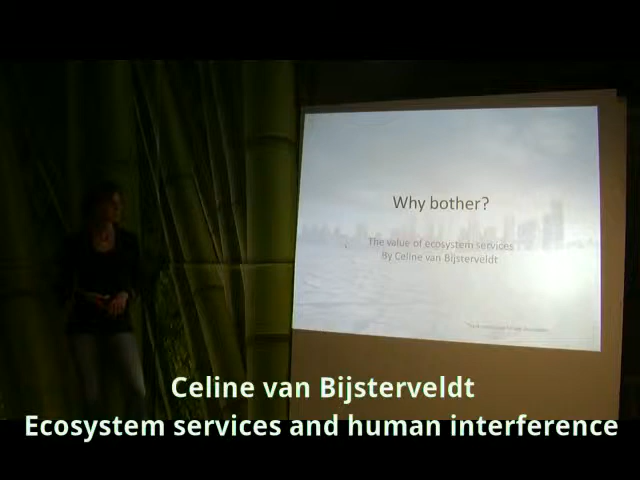 Why bother?
The value of ecosystem services
By Celine van Bijsterveldt
Celine van Bijsterveldt
Ecosystem services and human interference